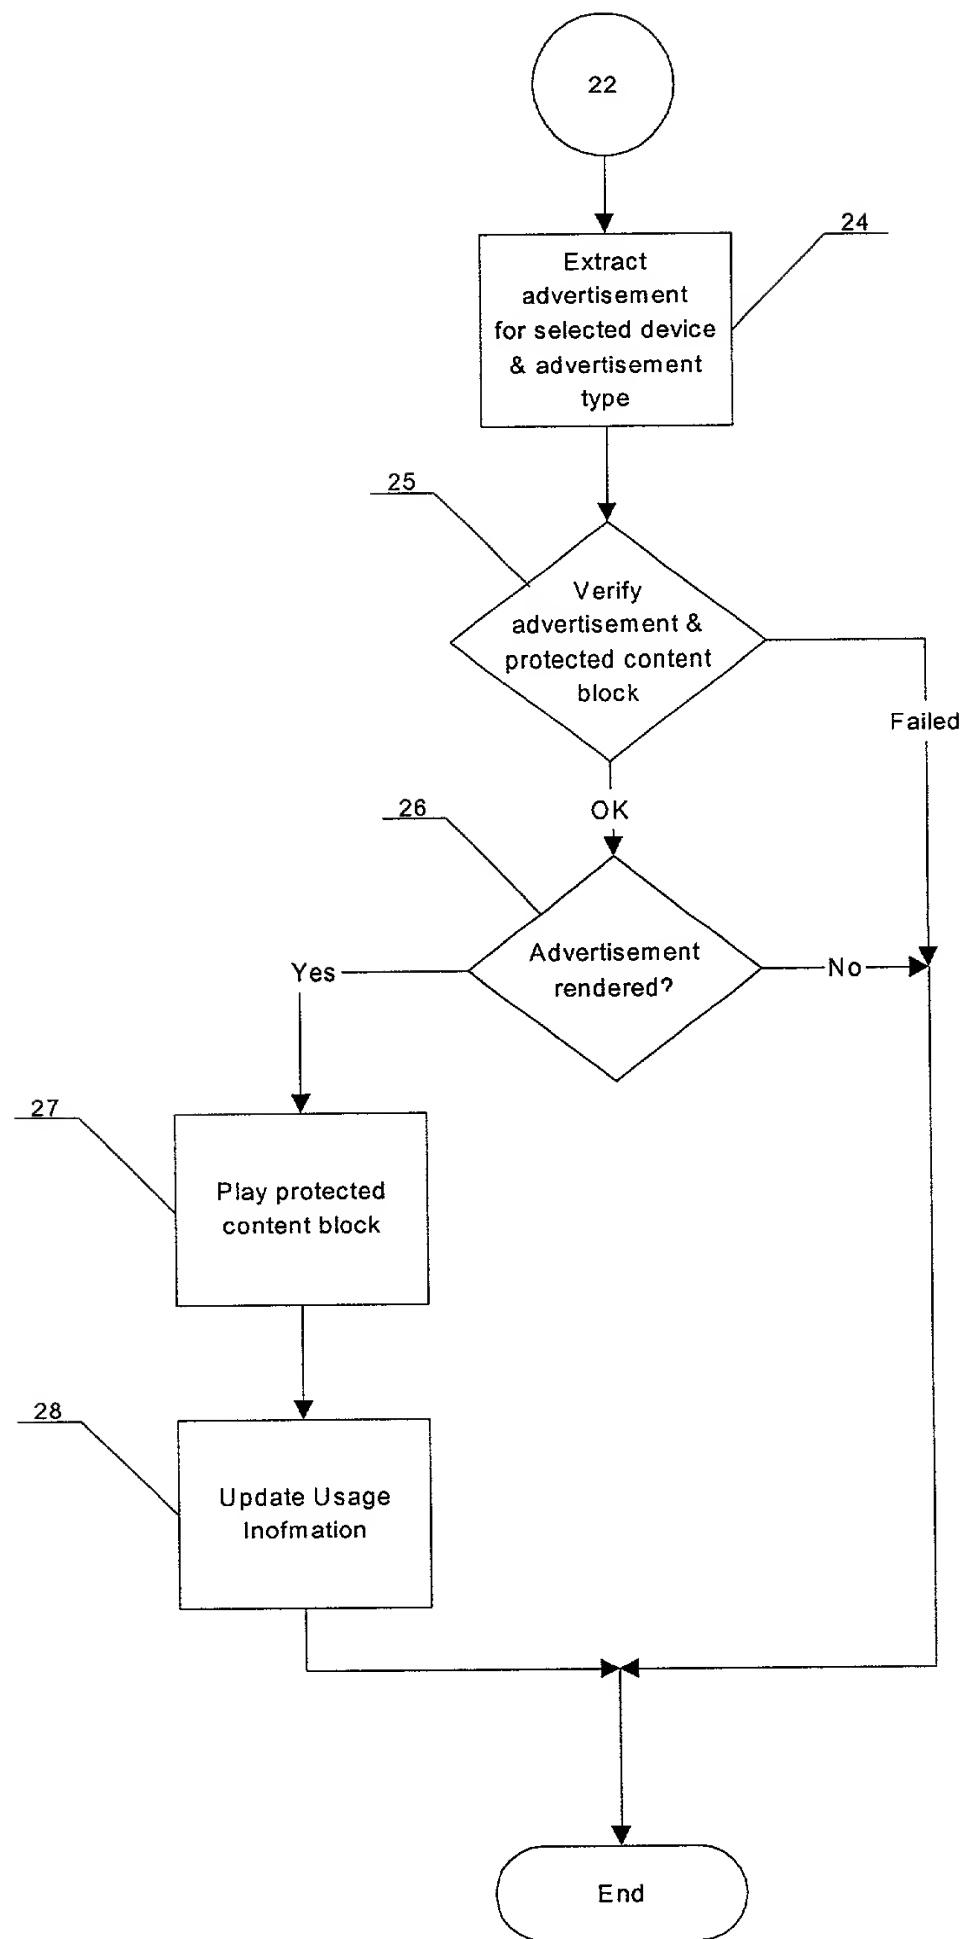 22
24
Extract
advertisement
for selected device
& advertisement
type
25
Verify
advertisement &
protected content
block
Failed
OK
26
Advertisement
rendered?
Yes
No
27
Play protected
content block
28
Update Usage
Inofmation
End